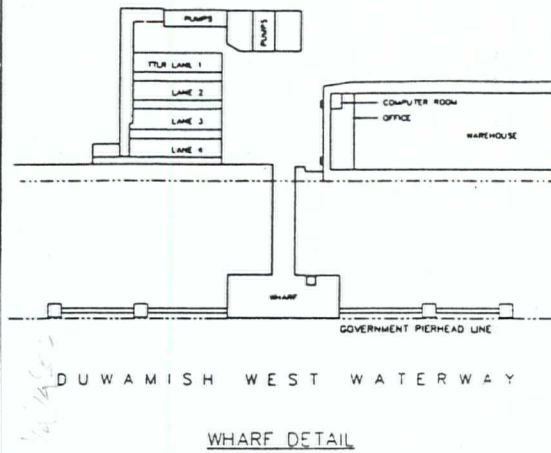 PUMPS
PUMPS
TTLR LANE 1
LANE 2
LANE 3
LANE 4
COMPUTER ROOM
OFFICE
WAREHOUSE
WHARF
GOVERNMENT PIERHEAD LINE
DUWAMISH WEST WATERWAY
WHARF DETAIL